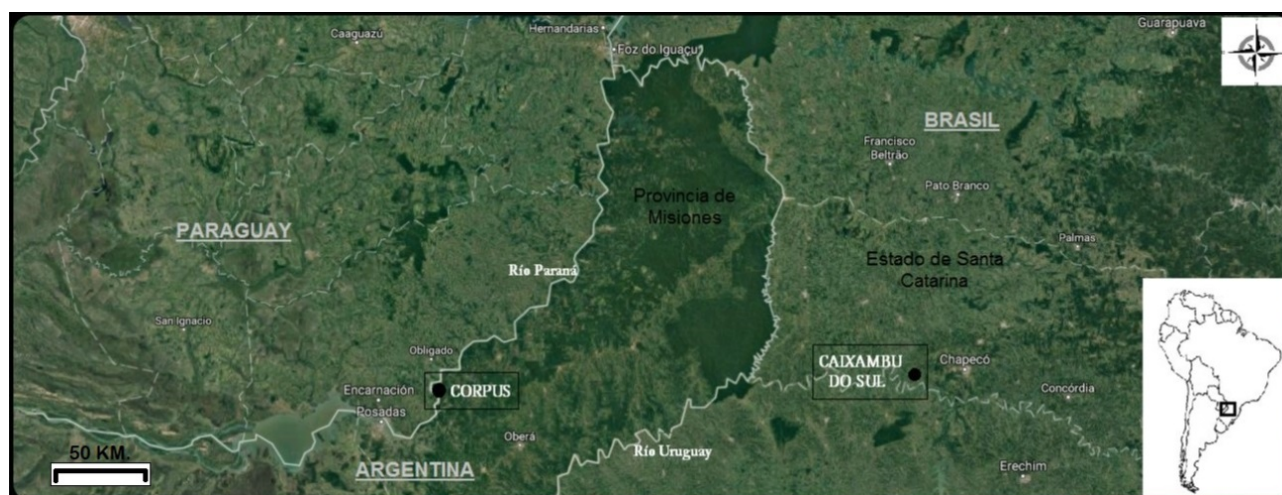 Caaguazú
Hernandarias
Foz do Iguaçu
Guarapuava
BRASIL
Francisco
Beltrão
Pato Branco
Provincia de
Misiones
PARAGUAY
Palmas
Río Paraná
Estado de Santa
Catarina
San Ignacio
Obligado
CAIXAMBU
DO SUL
Chapecó
Encarnación
CORPUS
Concórdia
Posadas
Oberá
Río Uruguay
50 KM.
ARGENTINA
Erechim